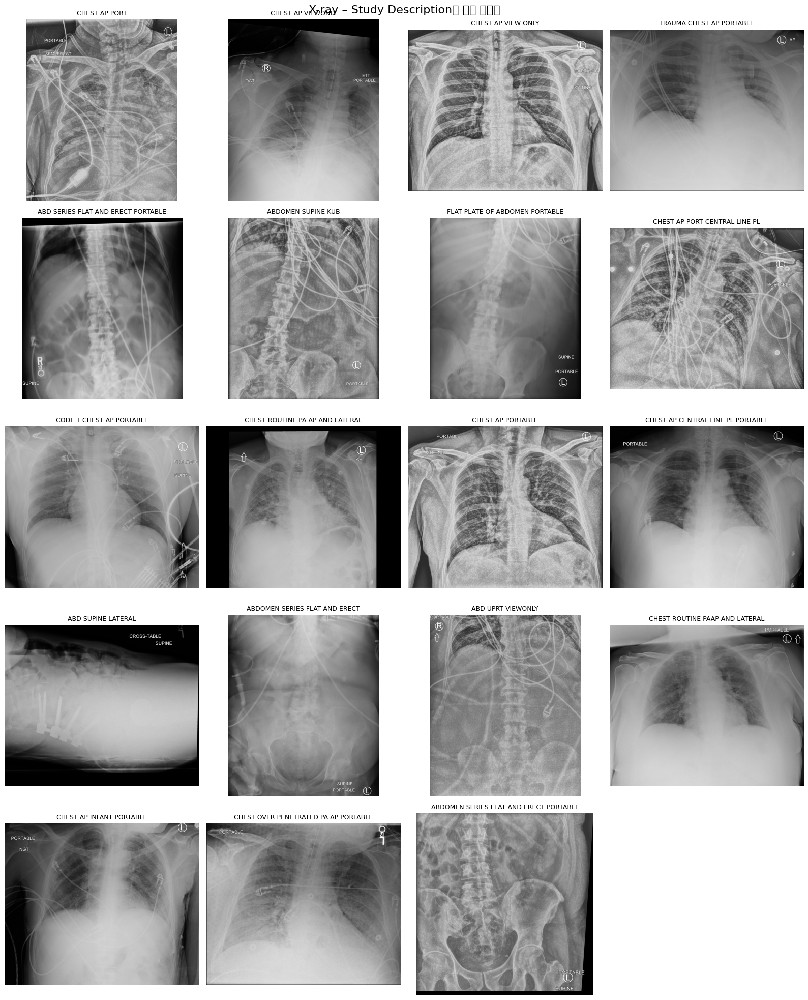 X-ray – Study Description
CHEST AP PORT
CHEST AP VIEWONLY
CHEST AP VIEW ONLY
TRAUMA CHEST AP PORTABLE
PORTABLE
SEMI-ERECT
L
R
OGT
ETT
PORTABLE
L
PORTABLE
SITTING
L AP
ABD SERIES FLAT AND ERECT PORTABLE
ABDOMEN SUPINE KUB
FLAT PLATE OF ABDOMEN PORTABLE
CHEST AP PORT CENTRAL LINE PL
R
12
SUPINE
L
PORTABLE
SUPINE
PORTABLE
L
L
PORTABLE
CODE T CHEST AP PORTABLE
CHEST ROUTINE PA AP AND LATERAL
CHEST AP PORTABLE
CHEST AP CENTRAL LINE PL PORTABLE
L
PORTABLE
SUPINE
L
AP
PORTABLE
L
SITTING
L
PORTABLE
ABD SUPINE LATERAL
ABDOMEN SERIES FLAT AND ERECT
ABD UPRT VIEWONLY
CHEST ROUTINE PAAP AND LATERAL
CROSS-TABLE
SUPINE
SUPINE
PORTABLE L
PORTABLE
R
PORTABLE
L
CHEST AP INFANT PORTABLE
CHEST OVER PENETRATED PA AP PORTABLE
ABDOMEN SERIES FLAT AND ERECT PORTABLE
L
PORTABLE
NGT
PORTABLE
PORTABLE
L
SUPINE